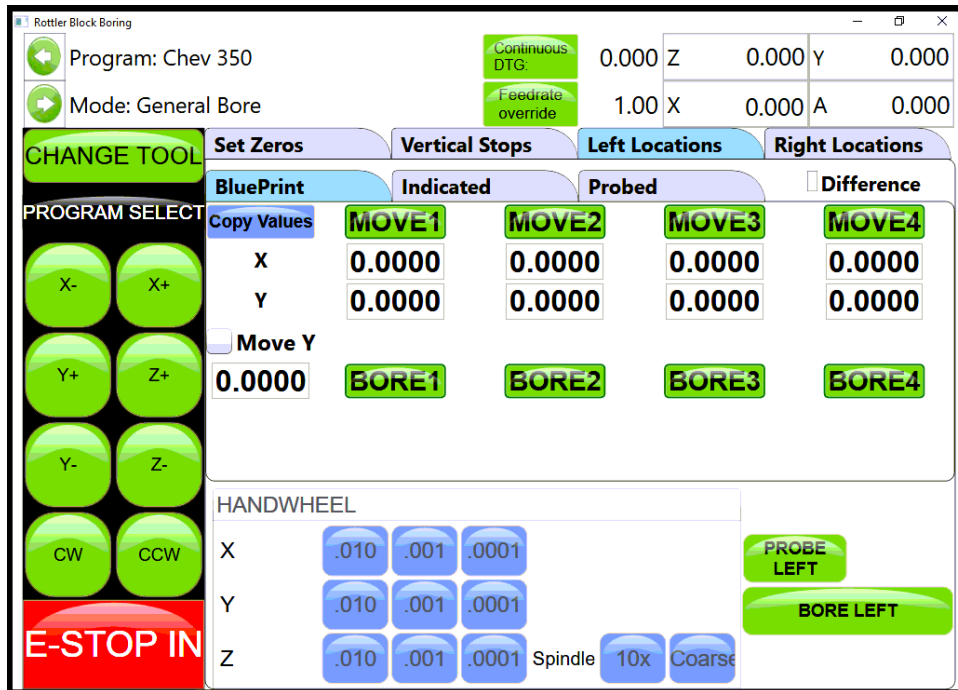 Rottler Block Boring
Program: Chev 350
Continuous DTG: 0.000 Z 0.000 Y 0.000
Mode: General Bore
Feedrate override 1.00 X 0.000 A 0.000
CHANGE TOOL
Set Zeros Vertical Stops Left Locations Right Locations
BluePrint Indicated Probed Difference
PROGRAM SELECT
Copy Values MOVE1 MOVE2 MOVE3 MOVE4
X 0.0000 0.0000 0.0000 0.0000
Y 0.0000 0.0000 0.0000 0.0000
Move Y
0.0000 BORE1 BORE2 BORE3 BORE4
X- X+
Y+ Z+
Y- Z-
CW CCW
E-STOP IN
HANDWHEEL
X .010 .001 .0001
Y .010 .001 .0001
Z .010 .001 .0001 Spindle 10x Coarse
PROBE
LEFT
BORE LEFT